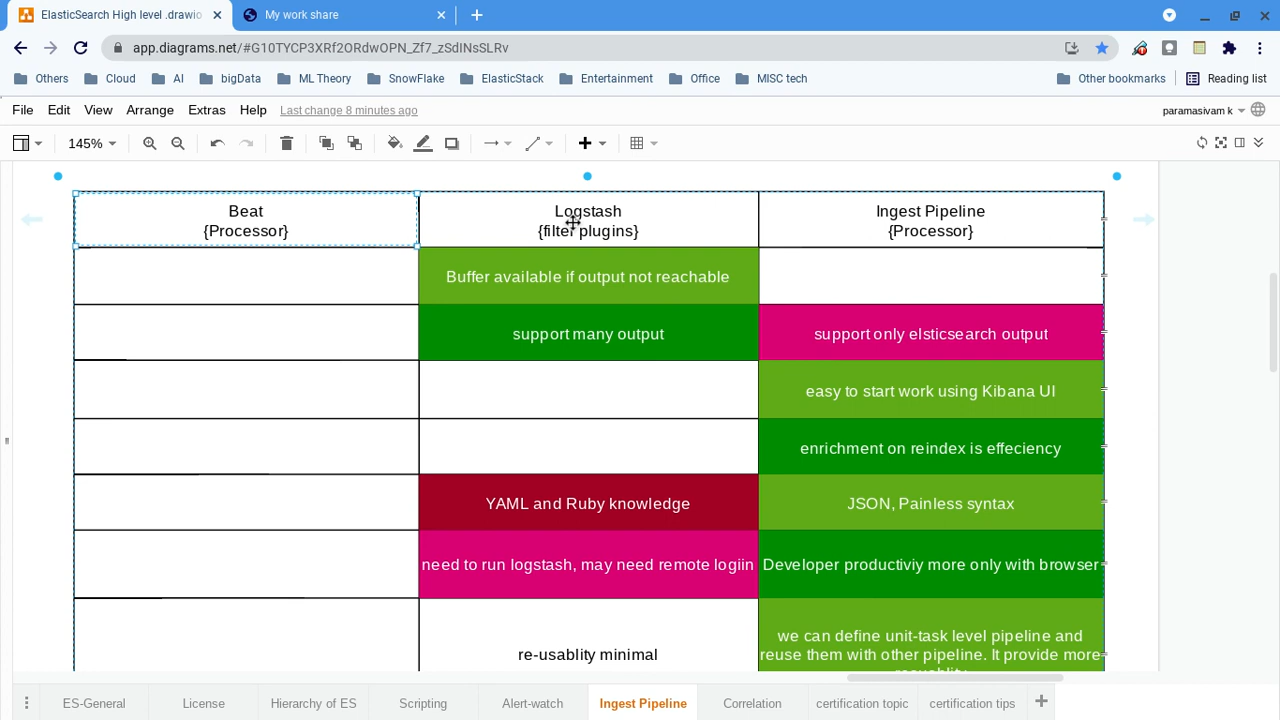 ElasticSearch High level .drawio
My work share
app.diagrams.net/#G10TYCP3XRf2ORdwOPN_Zf7_zSdINsSLRv
Others
Cloud
AI
bigData
ML Theory
SnowFlake
ElasticStack
Entertainment
Office
MISC tech
Other bookmarks
Reading list
File
Edit
View
Arrange
Extras
Help
Last change 8 minutes ago
paramasivam k
145%
Beat
{Processor}
Logstash
{filter plugins}
Ingest Pipeline
{Processor}
Buffer available if output not reachable
support many output
support only elsticsearch output
easy to start work using Kibana UI
enrichment on reindex is effeciency
YAML and Ruby knowledge
JSON, Painless syntax
need to run logstash, may need remote logiin
Developer productiviy more only with browser
re-usablity minimal
we can define unit-task level pipeline and
reuse them with other pipeline. It provide more
ES-General
License
Hierarchy of ES
Scripting
Alert-watch
Ingest Pipeline
Correlation
certification topic
certification tips